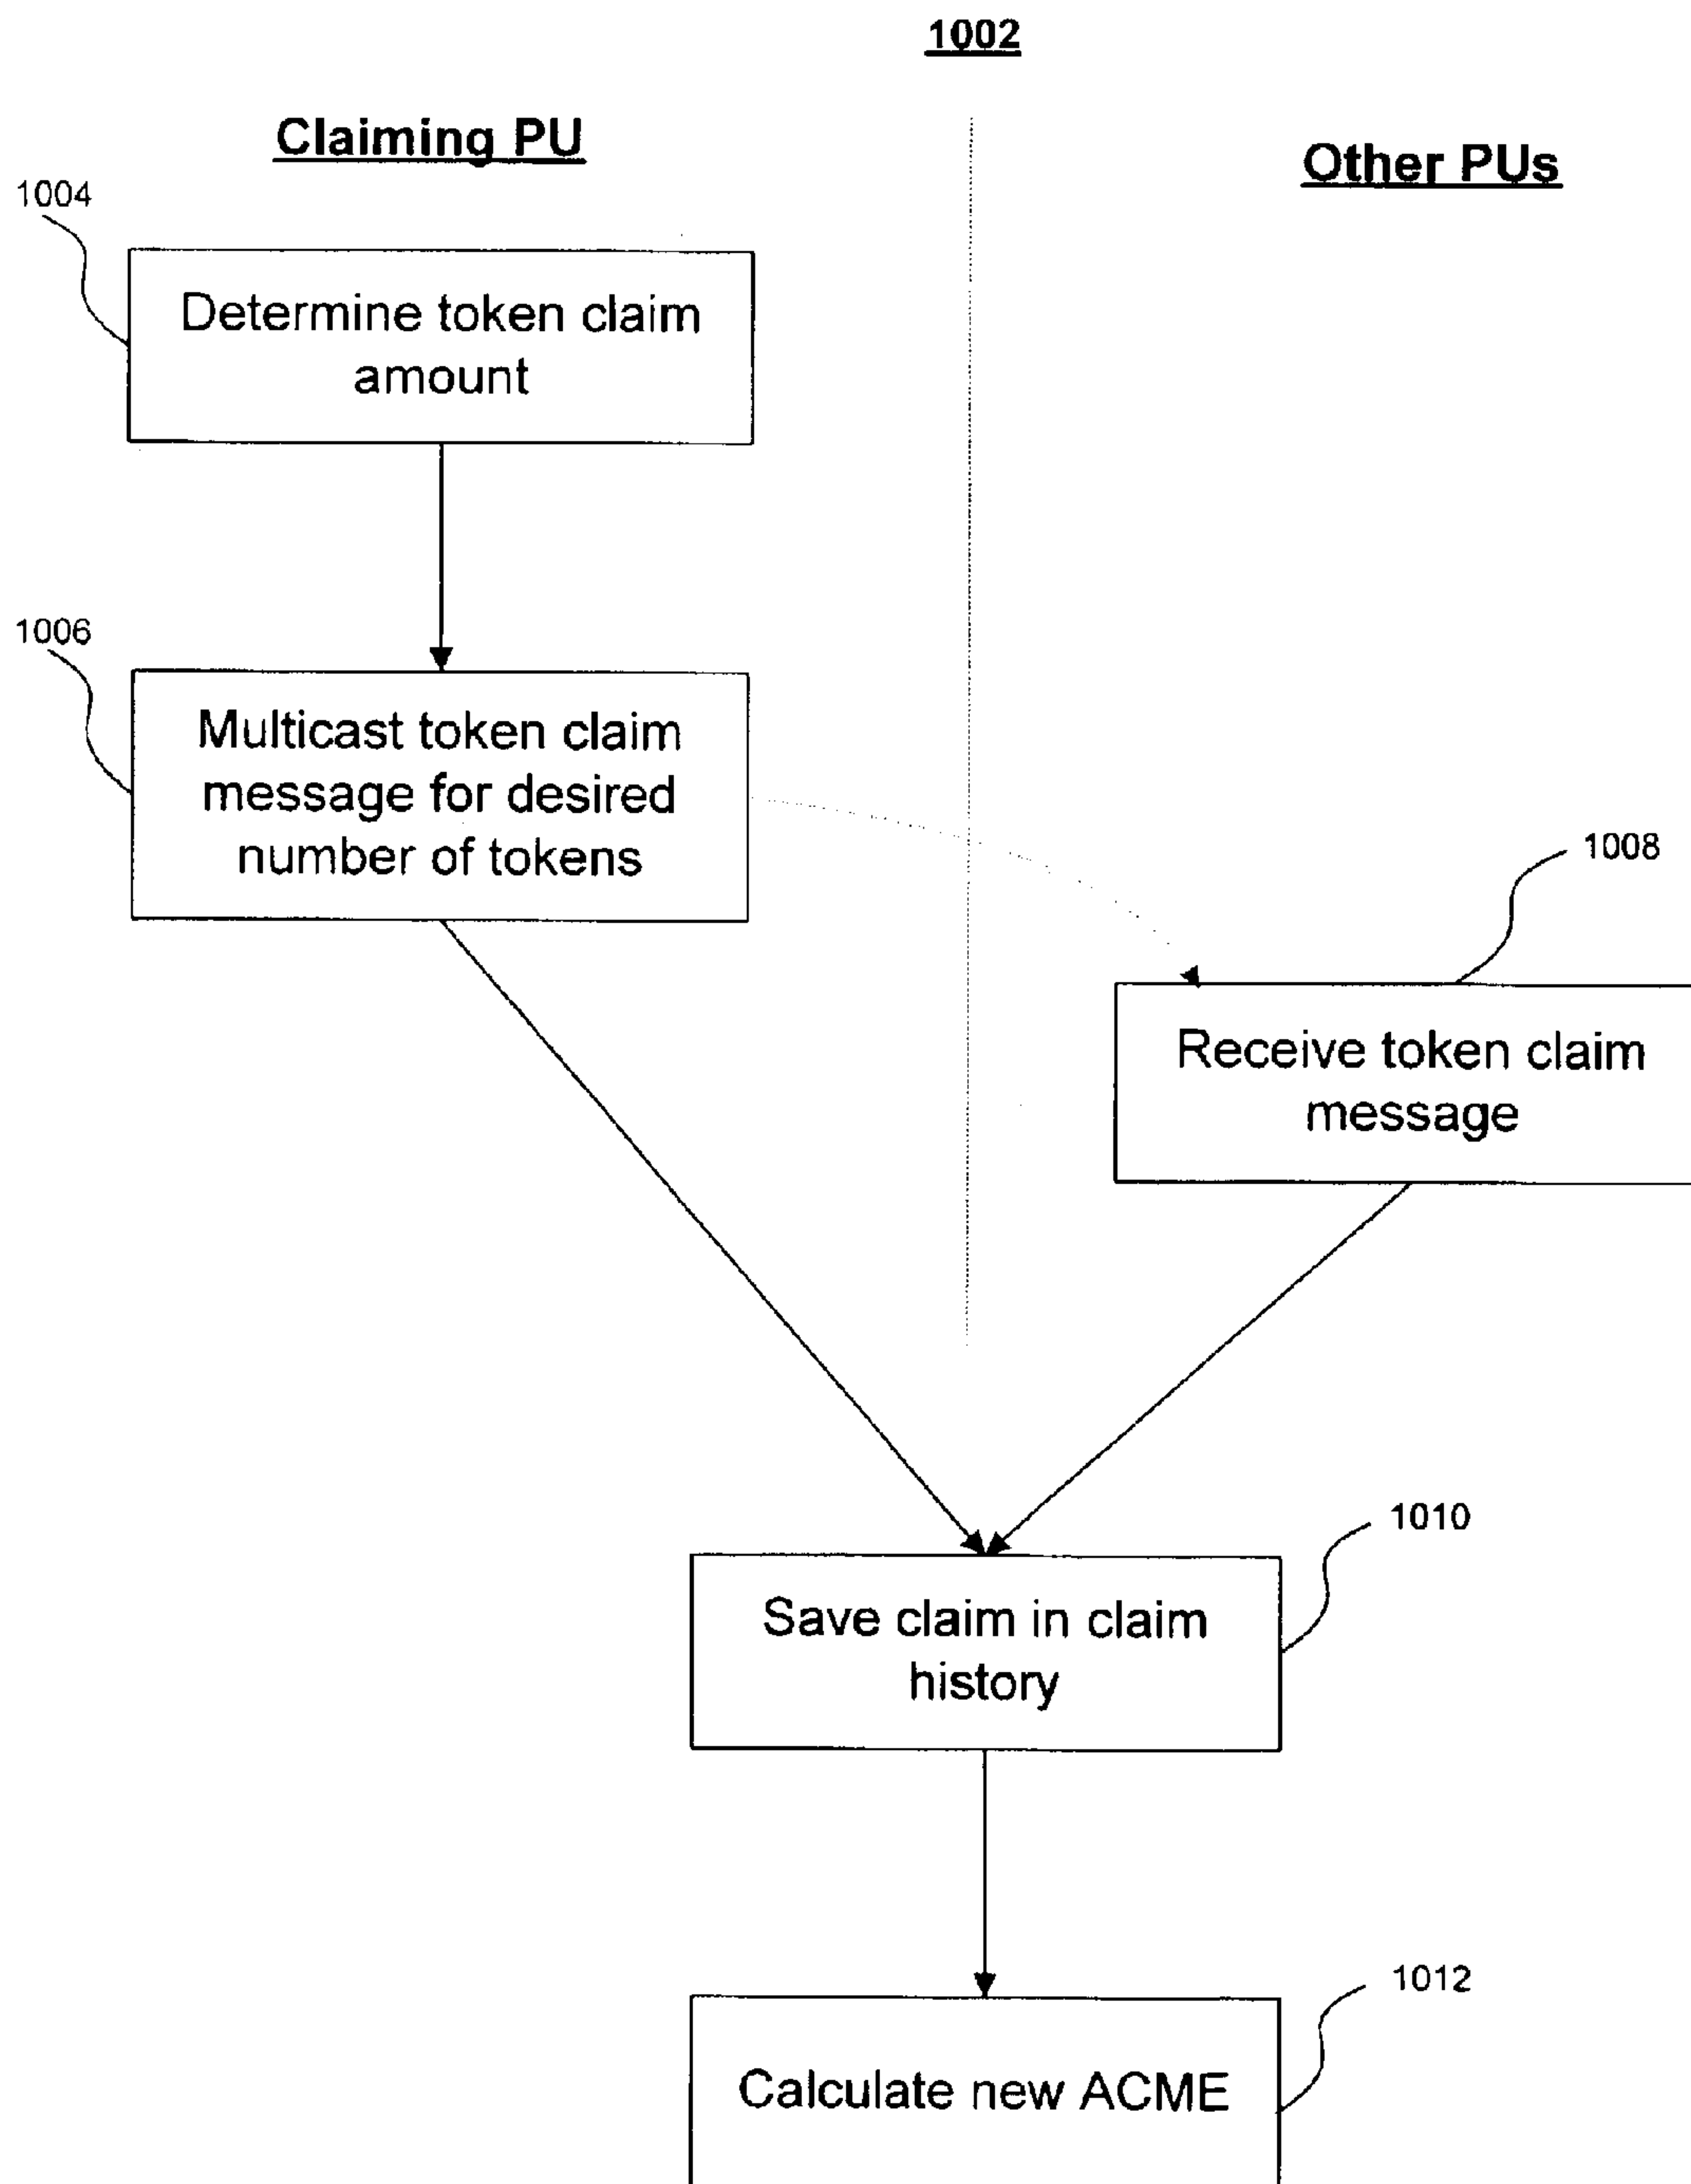 1002
Claiming PU
Other PUs
1004
Determine token claim
amount
1006
Multicast token claim
message for desired
number of tokens
1008
Receive token claim
message
1010
Save claim in claim
history
1012
Calculate new ACME